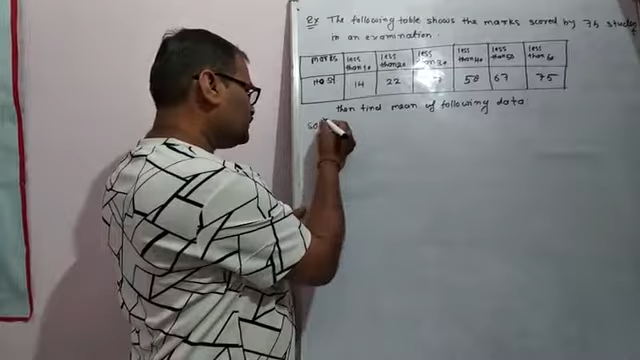 Ex The following table shows the marks scored by 75
in an examination.
marks less than 10 less than 20 less than 30 less than 40 less than 50 less than 60
No of st 14 22 58 67 75
then find mean of following data